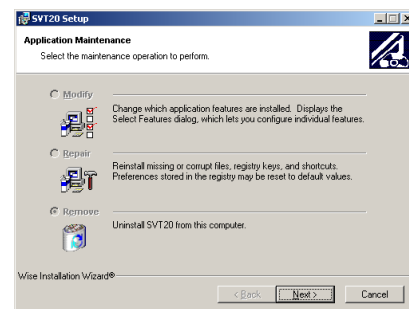 SVT20 Setup
Application Maintenance
Select the maintenance operation to perform.
Modify
Change which application features are installed. Displays the
Select Features dialog, which lets you configure individual features.
Repair
Reinstall missing or corrupt files, registry keys, and shortcuts.
Preferences stored in the registry may be reset to default values.
Remove
Uninstall SVT20 from this computer.
Wise Installation Wizard®
< Back
Next >
Cancel